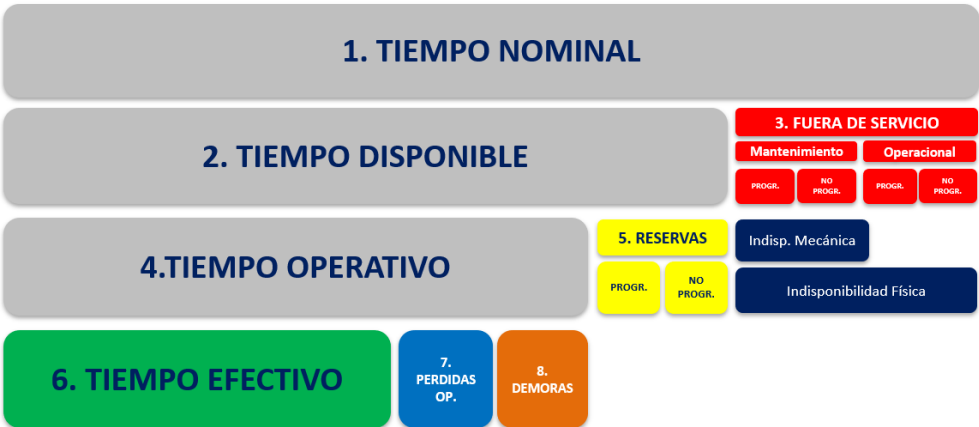 1. TIEMPO NOMINAL
2. TIEMPO DISPONIBLE
3. FUERA DE SERVICIO
Mantenimiento
Operacional
PROGR.
NO
PROGR.
PROGR.
NO
PROGR.
4.TIEMPO OPERATIVO
5. RESERVAS
PROGR.
NO
PROGR.
Indisp. Mecánica
Indisponibilidad Física
6. TIEMPO EFECTIVO
7.
PERDIDAS
OP.
8.
DEMORAS